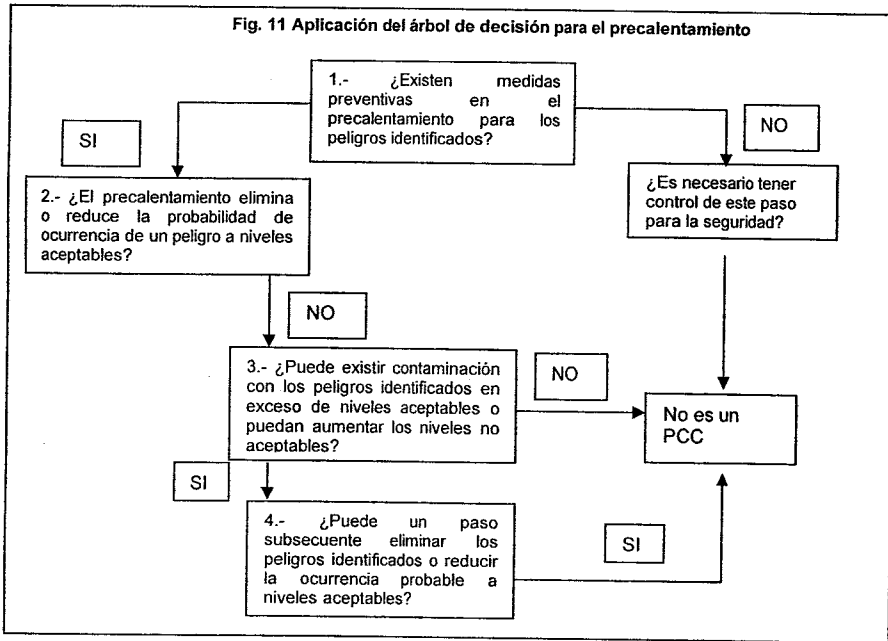 Fig. 11 Aplicación del árbol de decisión para el precalentamiento
1.- ¿Existen medidas
preventivas en el
precalentamiento para los
peligros identificados?
SI
NO
2.- ¿El precalentamiento elimina
o reduce la probabilidad de
ocurrencia de un peligro a niveles
aceptables?
¿Es necesario tener
control de este paso
para la seguridad?
NO
3.- ¿Puede existir contaminación
con los peligros identificados en
exceso de niveles aceptables o
puedan aumentar los niveles no
aceptables?
NO
No es un
PCC
SI
4.- ¿Puede un paso
subsecuente eliminar los
peligros identificados o reducir
la ocurrencia probable a
niveles aceptables?
SI